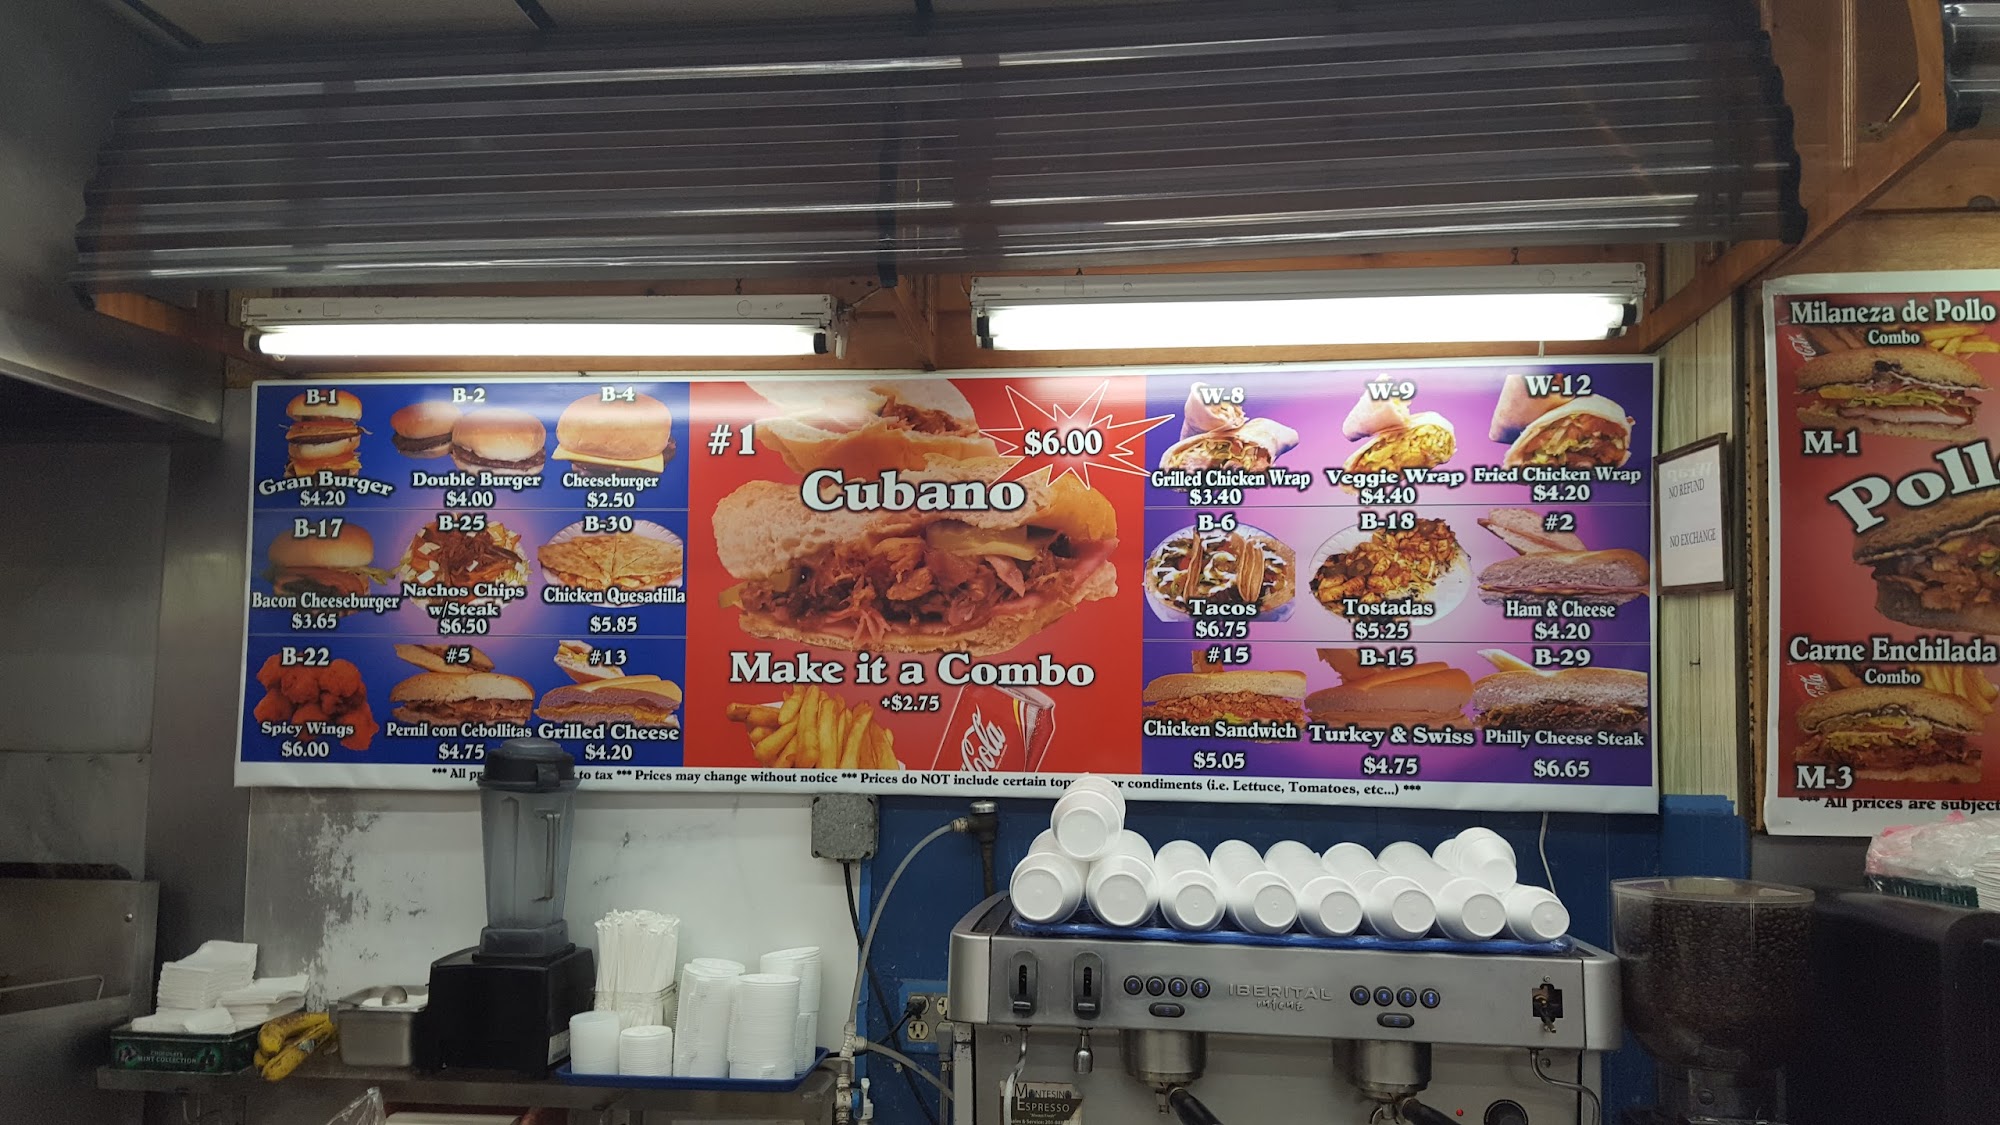 B-1
Gran Burger
$4.20
B-2
Double Burger
$4.00
B-4
Cheeseburger
$2.50
B-17
Bacon Cheeseburger
$3.65
B-25
Nachos Chips
w/Steak
$6.50
B-30
Chicken Quesadilla
$5.85
B-22
Spicy Wings
$6.00
#5
Pernil con Cebollitas
$4.75
#13
Grilled Cheese
$4.20
#1
$6.00
Cubano
Make it a Combo
+$2.75
Cola
W-8
Grilled Chicken Wrap
$3.40
W-9
Veggie Wrap
$4.40
W-12
Fried Chicken Wrap
$4.20
B-6
Tacos
$6.75
B-18
Tostadas
$5.25
#2
Ham & Cheese
$4.20
#15
Chicken Sandwich
$5.05
B-15
Turkey & Swiss
$4.75
B-29
Philly Cheese Steak
$6.65
*** All to tax *** Prices may change without notice *** Prices do NOT include certain condiments (i.e. Lettuce, Tomatoes, etc...) ***
NO REFUND
NO EXCHANGE
Milaneza de Pollo
Combo
M-1
Poll
Carne Enchilada
Combo
M-3
*** All prices are subject
MINT COLLECTION
IBERITAL
intenz
MONTESINO
ESPRESSO